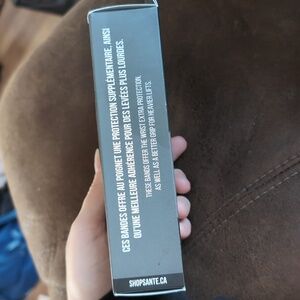 CES BANDES OFFRE AU POIGNET UNE PROTECTION SUPPLÉMENTAIRE, AINSI
QU'UNE MEILLEURE ADHÉRENCE POUR DES LEVÉES PLUS LOURDES.
THESE BANDS OFFER THE WRIST EXTRA PROTECTION,
AS WELL AS A BETTER GRIP FOR HEAVIER LIFTS.
SHOPSANTE.CA